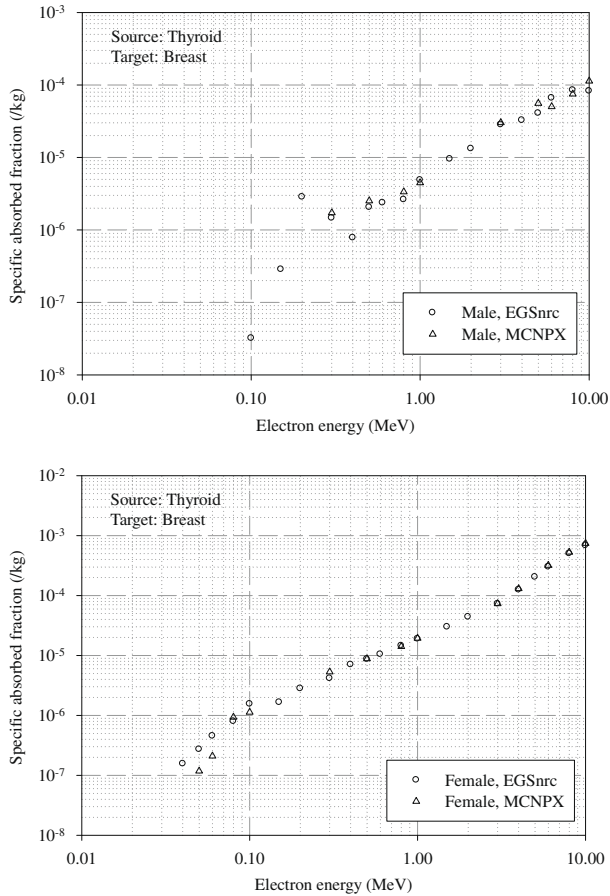 10-3
Source: Thyroid
Target: Breast
10-4
10-5
10-6
10-7
10-8
Specific absorbed fraction (/kg)
Male, EGSnrc
Male, MCNPX
0.01 0.10 1.00 10.00
Electron energy (MeV)
10-2
Source: Thyroid
Target: Breast
10-3
10-4
10-5
10-6
10-7
10-8
Specific absorbed fraction (/kg)
Female, EGSnrc
Female, MCNPX
0.01 0.10 1.00 10.00
Electron energy (MeV)